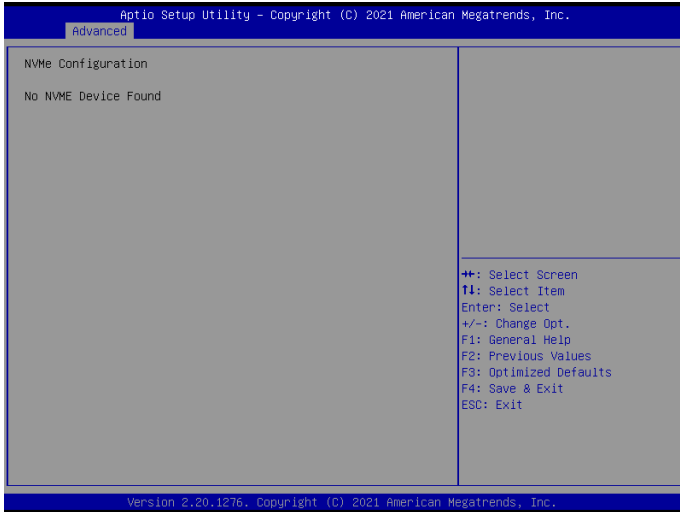 Aptio Setup Utility – Copyright (C) 2021 American Megatrends, Inc.
Advanced
NVMe Configuration
No NVME Device Found
→←: Select Screen
↑↓: Select Item
Enter: Select
+/-: Change Opt.
F1: General Help
F2: Previous Values
F3: Optimized Defaults
F4: Save & Exit
ESC: Exit
Version 2.20.1276. Copyright (C) 2021 American Megatrends, Inc.